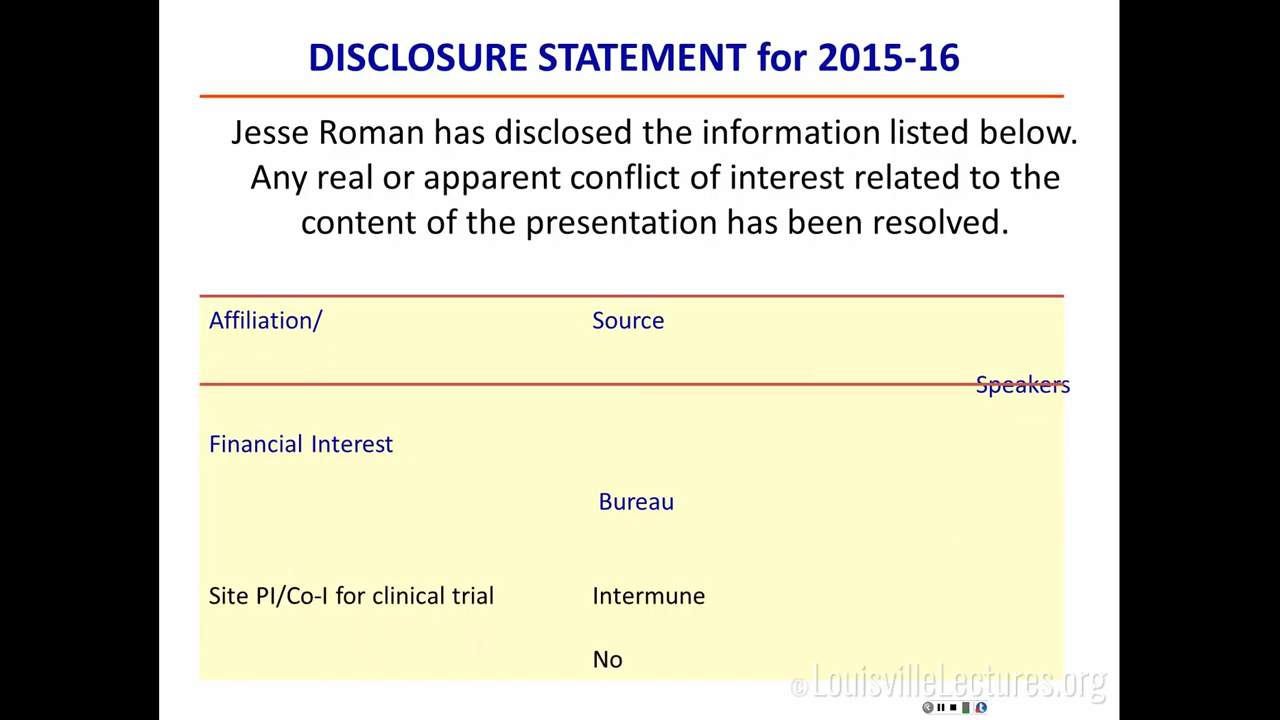 DISCLOSURE STATEMENT for 2015-16
Jesse Roman has disclosed the information listed below.
Any real or apparent conflict of interest related to the
content of the presentation has been resolved.
Affiliation/ Source
Speakers
Financial Interest
Bureau
Site PI/Co-I for clinical trial Intermune
No
©LouisvilleLectures.org